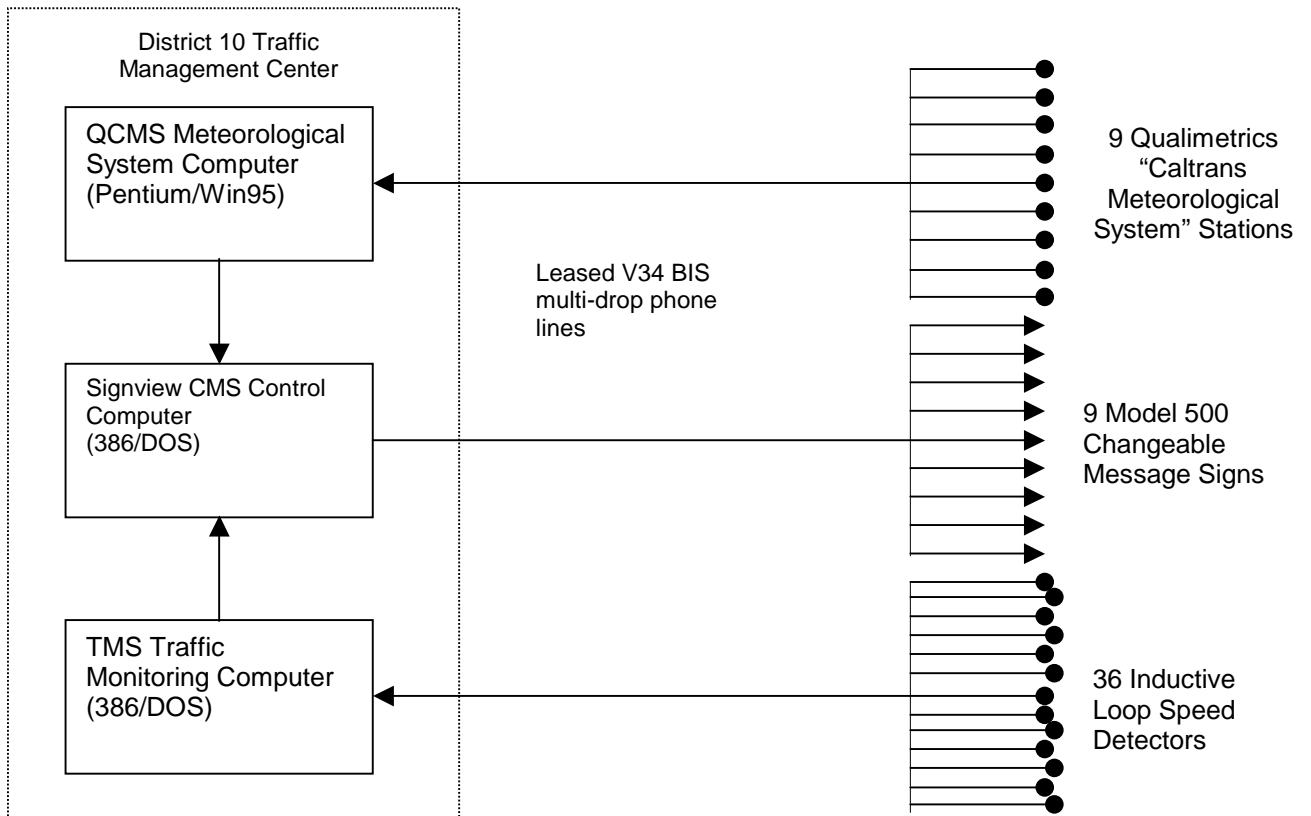 District 10 Traffic
Management Center
QCMS Meteorological
System Computer
(Pentium/Win95)
9 Qualimetrics
“Caltrans
Meteorological
System” Stations
Leased V34 BIS
multi-drop phone
lines
Signview CMS Control
Computer
(386/DOS)
9 Model 500
Changeable
Message Signs
TMS Traffic
Monitoring Computer
(386/DOS)
36 Inductive
Loop Speed
Detectors